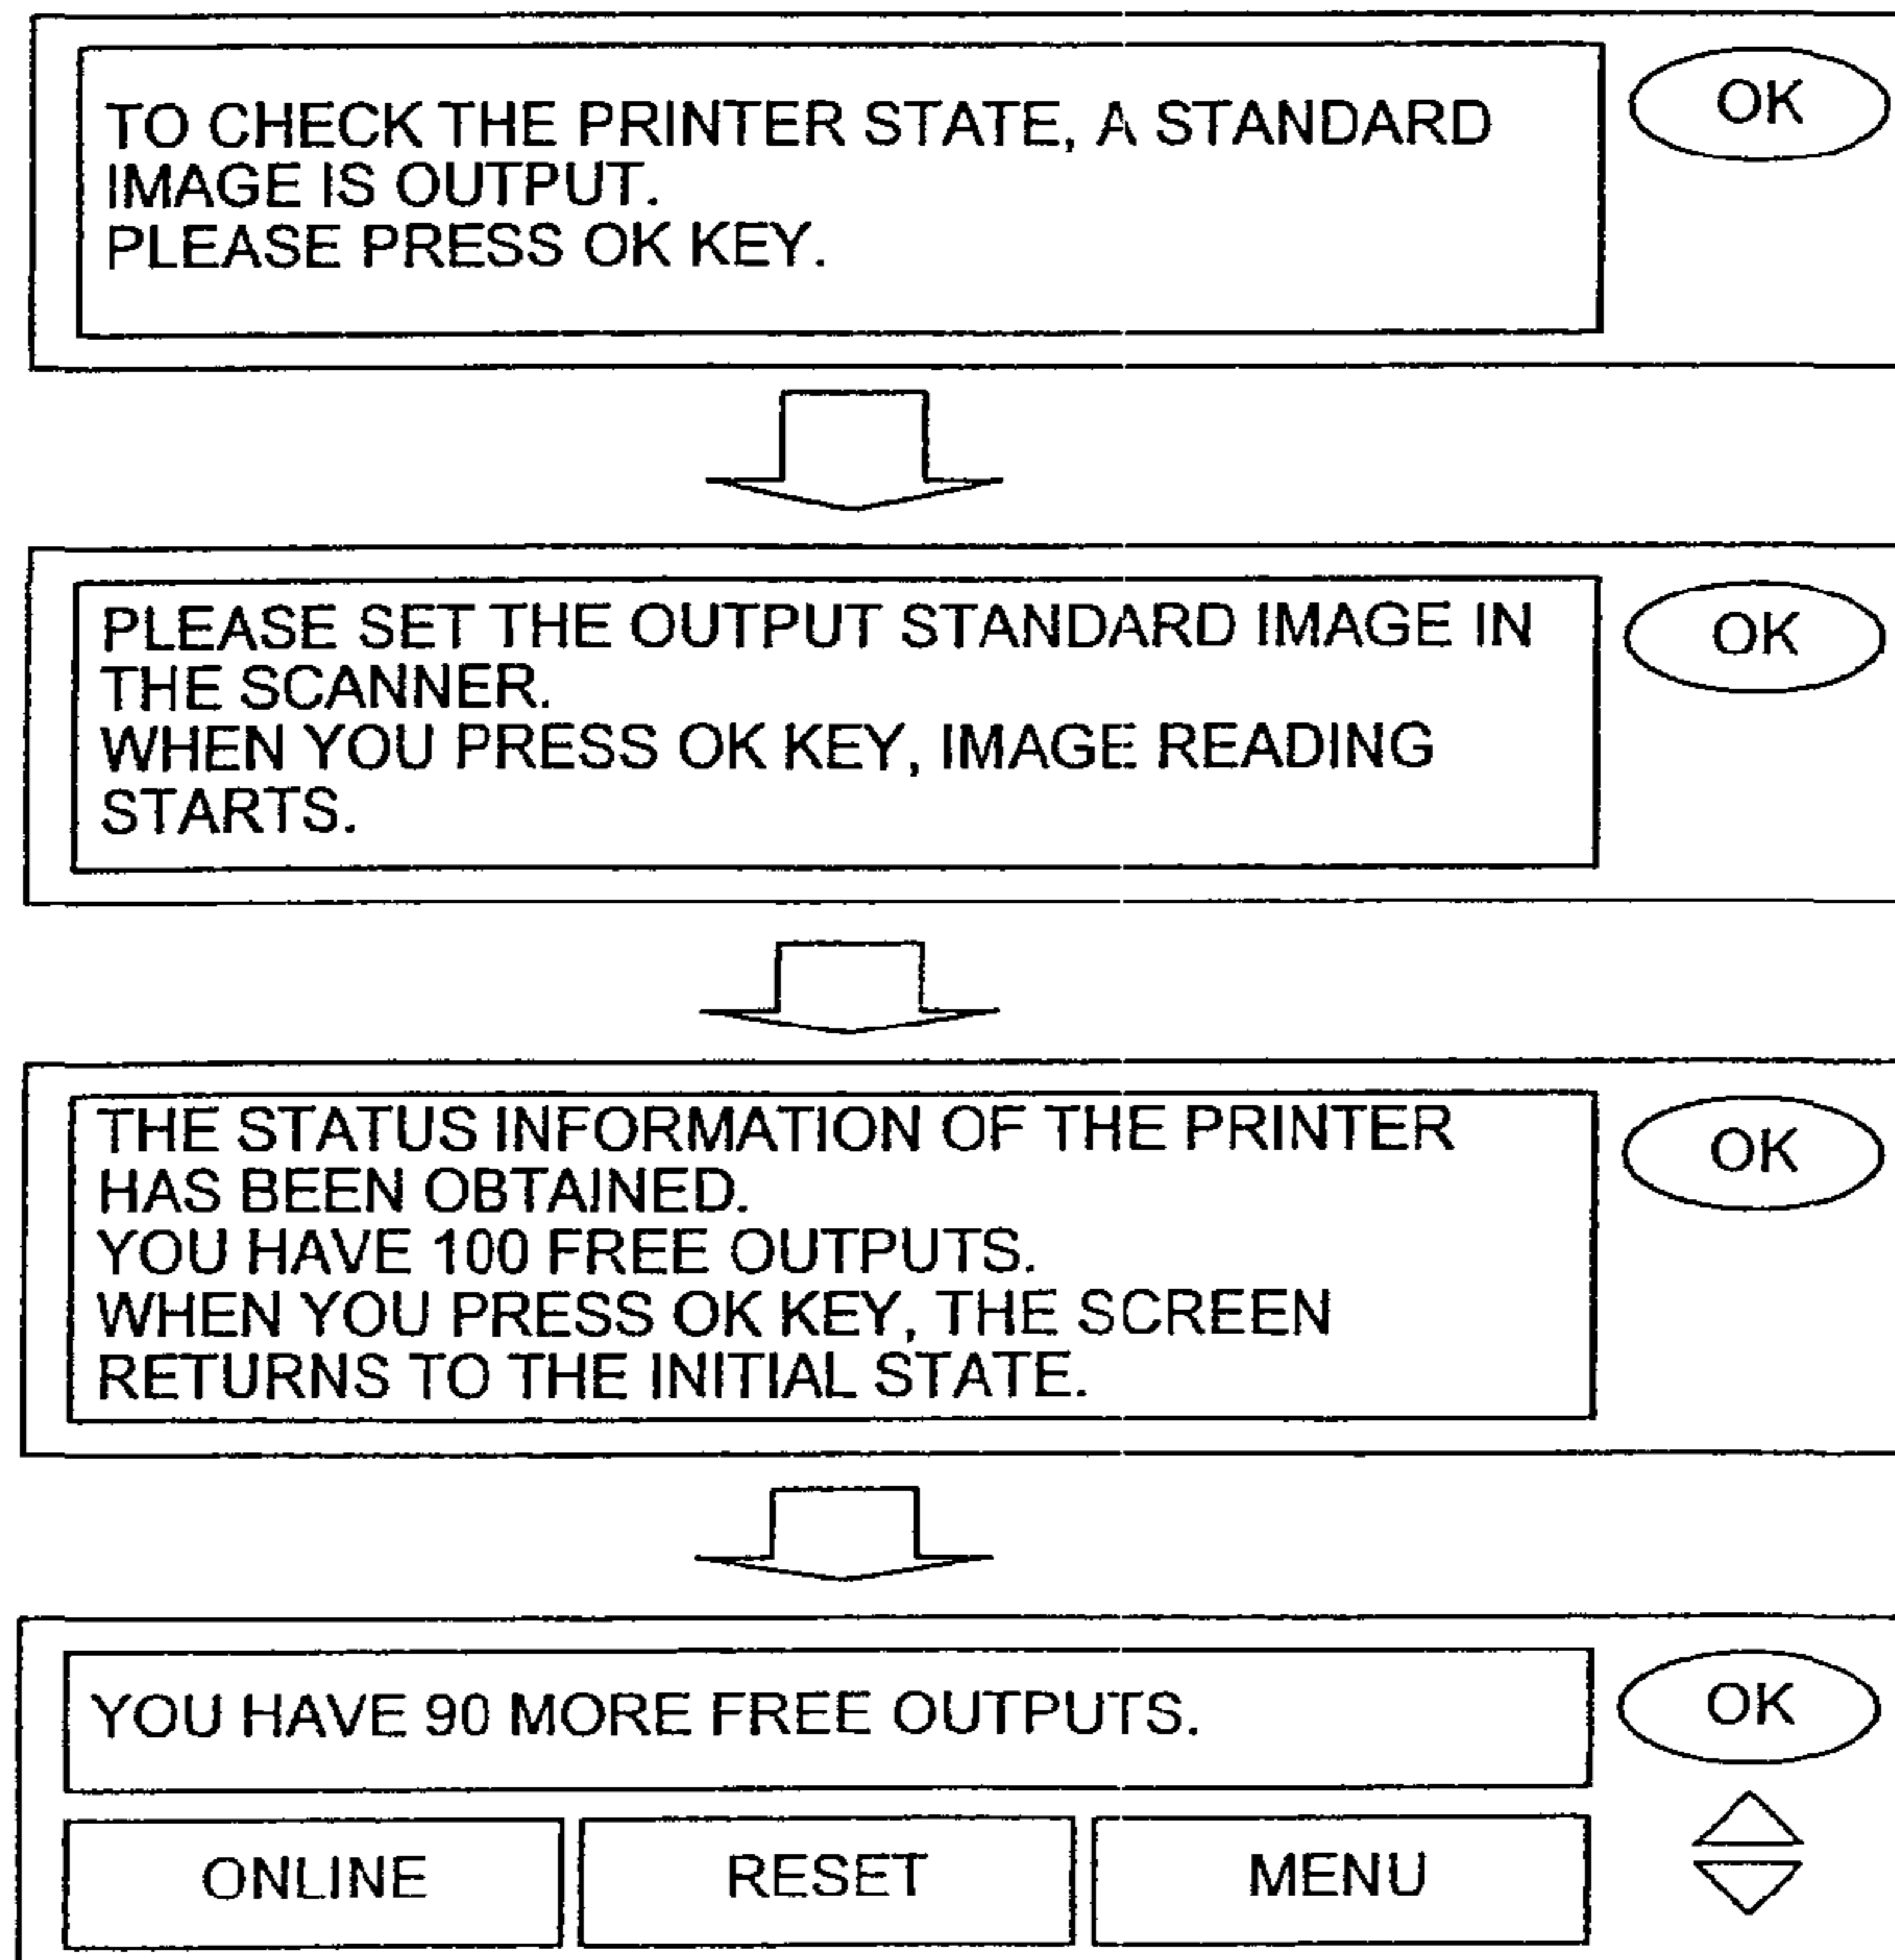 TO CHECK THE PRINTER STATE, A STANDARD
IMAGE IS OUTPUT.
PLEASE PRESS OK KEY.
OK
PLEASE SET THE OUTPUT STANDARD IMAGE IN
THE SCANNER.
WHEN YOU PRESS OK KEY, IMAGE READING
STARTS.
OK
THE STATUS INFORMATION OF THE PRINTER
HAS BEEN OBTAINED.
YOU HAVE 100 FREE OUTPUTS.
WHEN YOU PRESS OK KEY, THE SCREEN
RETURNS TO THE INITIAL STATE.
OK
YOU HAVE 90 MORE FREE OUTPUTS.
OK
ONLINE
RESET
MENU